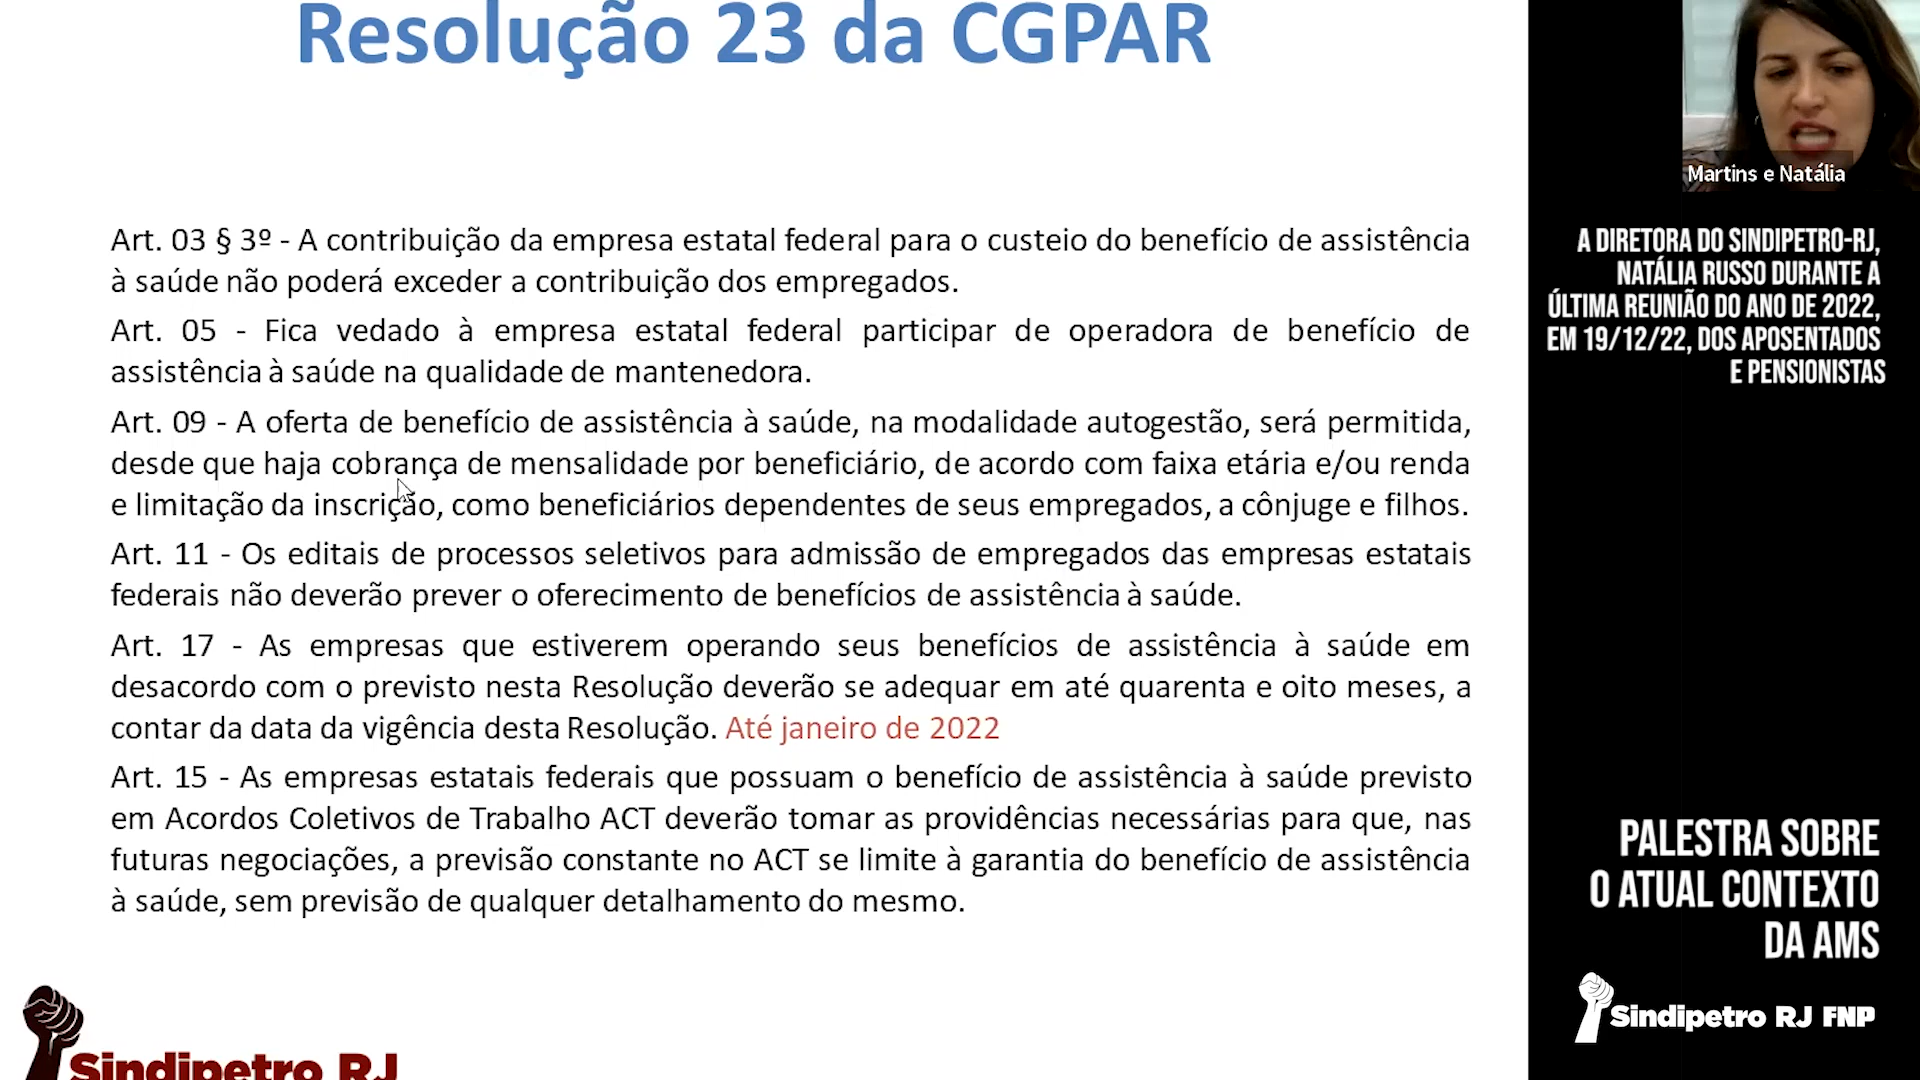 Resolução 23 da CGPAR
Art. 03 § 3º - A contribuição da empresa estatal federal para o custeio do benefício de assistência
à saúde não poderá exceder a contribuição dos empregados.
Art. 05 - Fica vedado à empresa estatal federal participar de operadora de benefício de
assistência à saúde na qualidade de mantenedora.
Art. 09 - A oferta de benefício de assistência à saúde, na modalidade autogestão, será permitida,
desde que haja cobrança de mensalidade por beneficiário, de acordo com faixa etária e/ou renda
e limitação da inscrição, como beneficiários dependentes de seus empregados, a cônjuge e filhos.
Art. 11 - Os editais de processos seletivos para admissão de empregados das empresas estatais
federais não deverão prever o oferecimento de benefícios de assistência à saúde.
Art. 17 - As empresas que estiverem operando seus benefícios de assistência à saúde em
desacordo com o previsto nesta Resolução deverão se adequar em até quarenta e oito meses, a
contar da data da vigência desta Resolução. Até janeiro de 2022
Art. 15 - As empresas estatais federais que possuam o benefício de assistência à saúde previsto
em Acordos Coletivos de Trabalho ACT deverão tomar as providências necessárias para que, nas
futuras negociações, a previsão constante no ACT se limite à garantia do benefício de assistência
à saúde, sem previsão de qualquer detalhamento do mesmo.
Sindipetro RJ
Martins e Natália
A DIRETORA DO SINDIPETRO-RJ,
NATÁLIA RUSSO DURANTE A
ÚLTIMA REUNIÃO DO ANO DE 2022,
EM 19/12/22, DOS APOSENTADOS
E PENSIONISTAS
PALESTRA SOBRE
O ATUAL CONTEXTO
DA AMS
Sindipetro RJ FNP